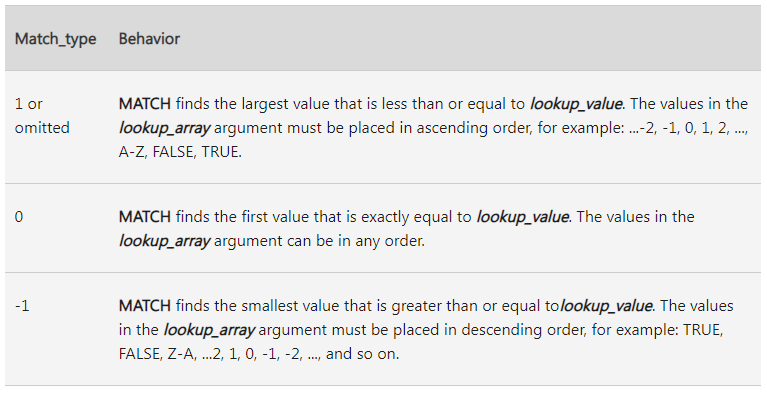 Match_type Behavior
1 or
omitted
MATCH finds the largest value that is less than or equal to lookup_value. The values in the
lookup_array argument must be placed in ascending order, for example: ...-2, -1, 0, 1, 2, ...,
A-Z, FALSE, TRUE.
0
MATCH finds the first value that is exactly equal to lookup_value. The values in the
lookup_array argument can be in any order.
-1
MATCH finds the smallest value that is greater than or equal tolookup_value. The values
in the lookup_array argument must be placed in descending order, for example: TRUE,
FALSE, Z-A, ...2, 1, 0, -1, -2, ..., and so on.